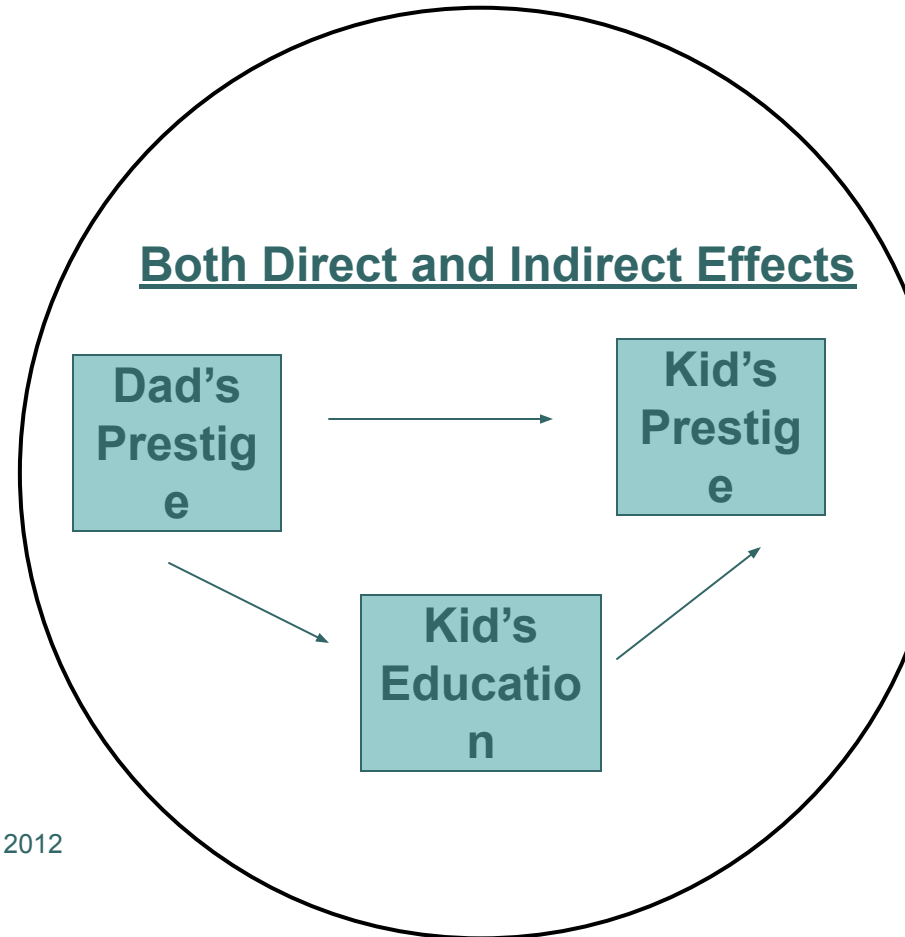 Both Direct and Indirect Effects
Dad’s
Prestig
e
Kid’s
Prestig
e
Kid’s
Educatio
n
2012